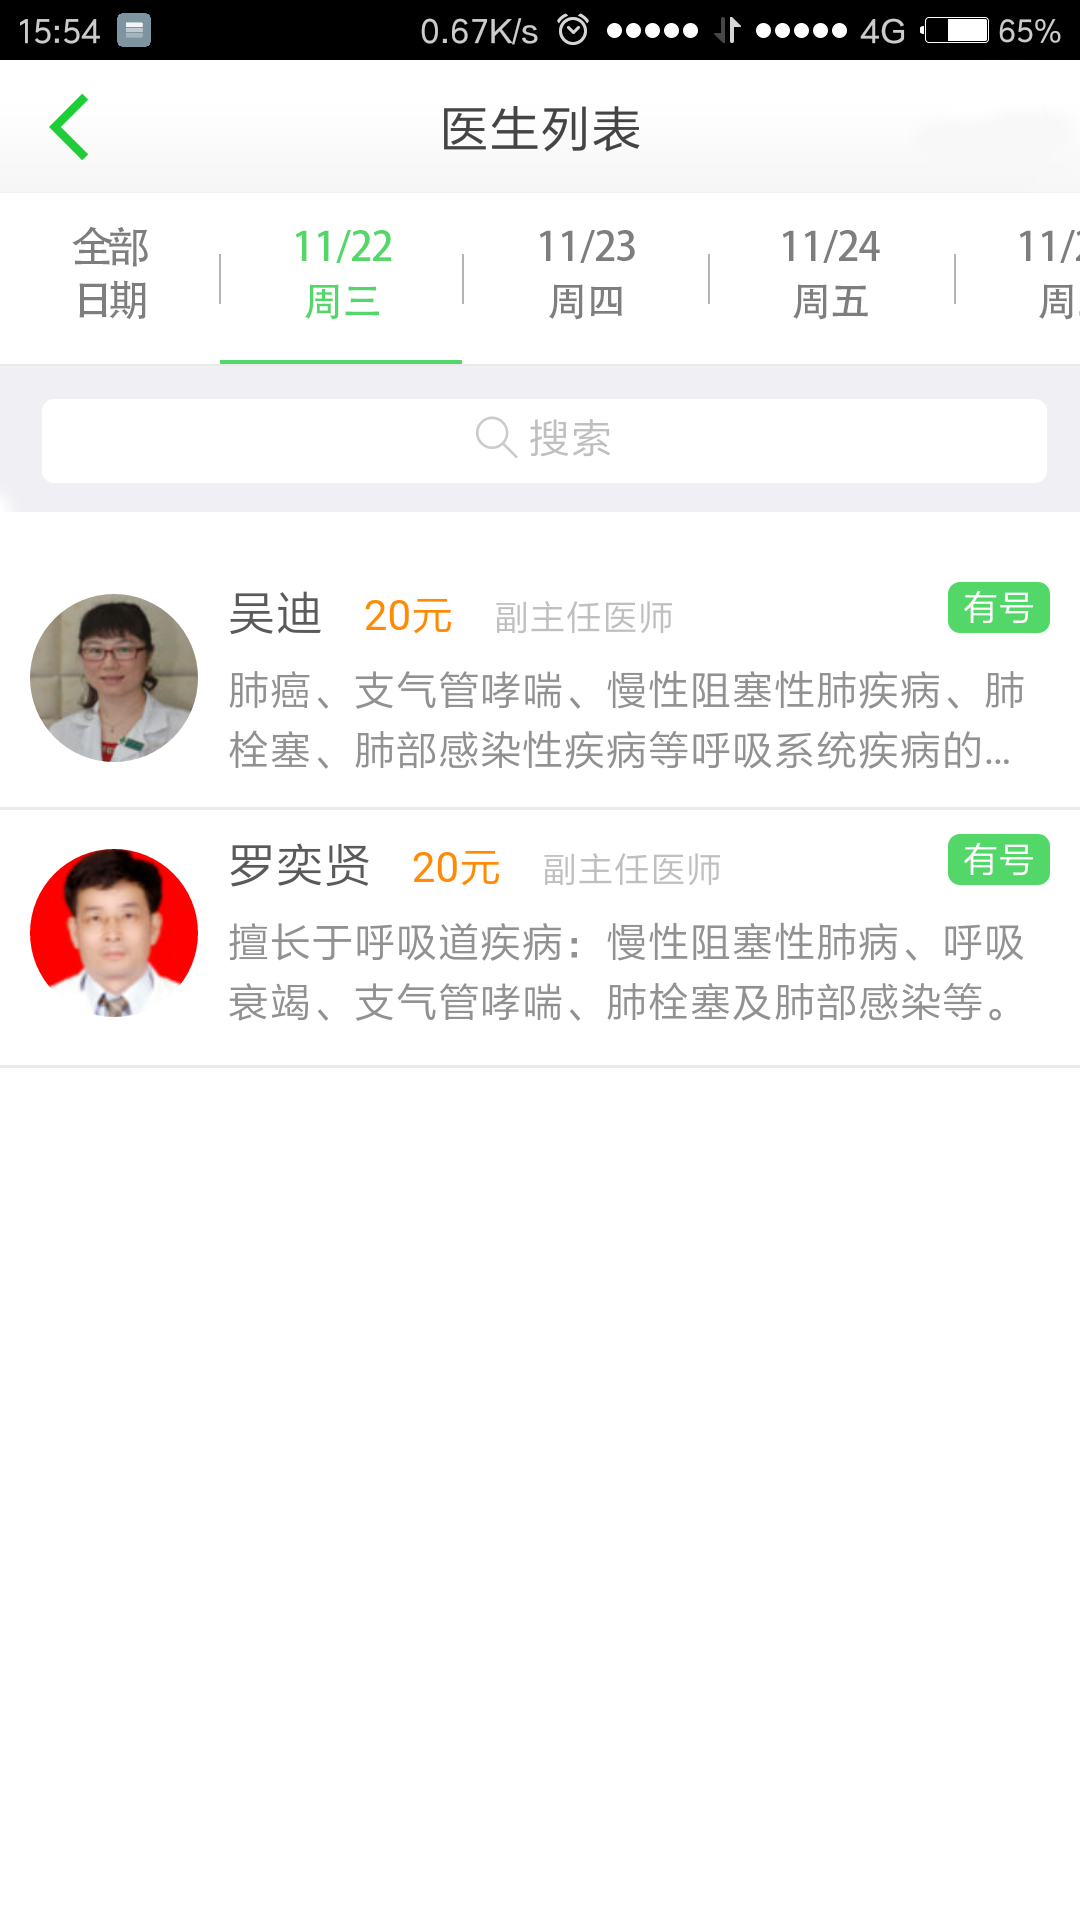 15:54 0.67K/s 4G 65%
医生列表
全部 11/22 11/23 11/24
日期 周三 周四 周五 周
搜索
吴迪 20元 副主任医师 有号
肺癌、支气管哮喘、慢性阻塞性肺疾病、肺
栓塞、肺部感染性疾病等呼吸系统疾病的...
罗奕贤 20元 副主任医师 有号
擅长于呼吸道疾病：慢性阻塞性肺病、呼吸
衰竭、支气管哮喘、肺栓塞及肺部感染等。